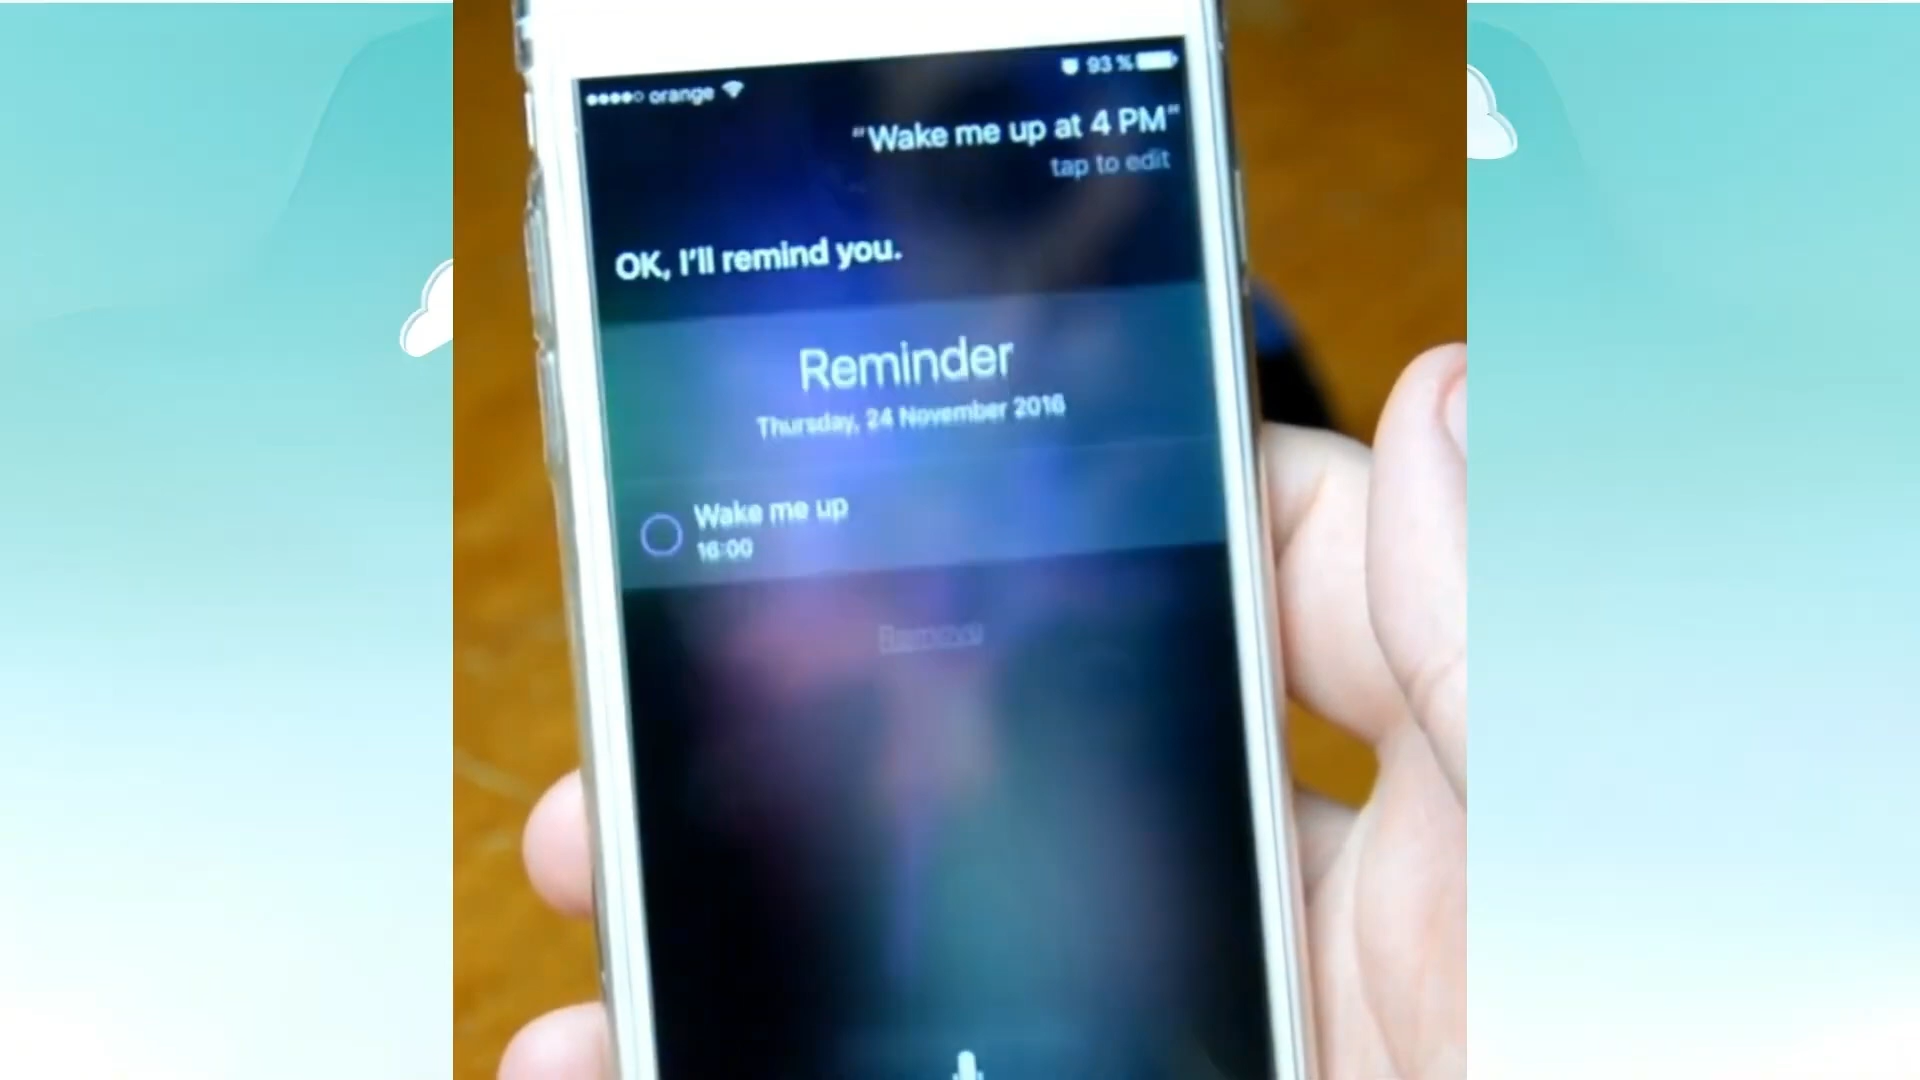 orange
93 %
"Wake me up at 4 PM"
tap to edit
OK, I'll remind you.
Reminder
Thursday, 24 November 2016
Wake me up
16:00
Remove